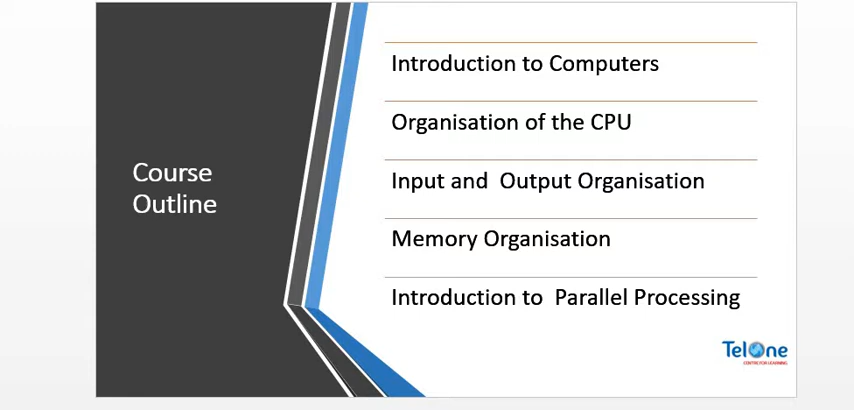 Course
Outline
Introduction to Computers
Organisation of the CPU
Input and  Output Organisation
Memory Organisation
Introduction to  Parallel Processing
TelOne
CENTRE FOR LEARNING